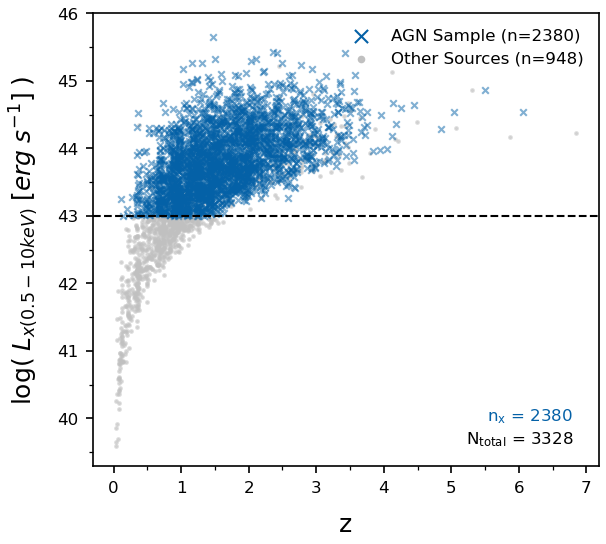 46
45
44
43
42
41
40
log( L_x(0.5−10keV) [erg s^−1] )
AGN Sample (n=2380)
Other Sources (n=948)
n_x = 2380
N_total = 3328
0 1 2 3 4 5 6 7
z